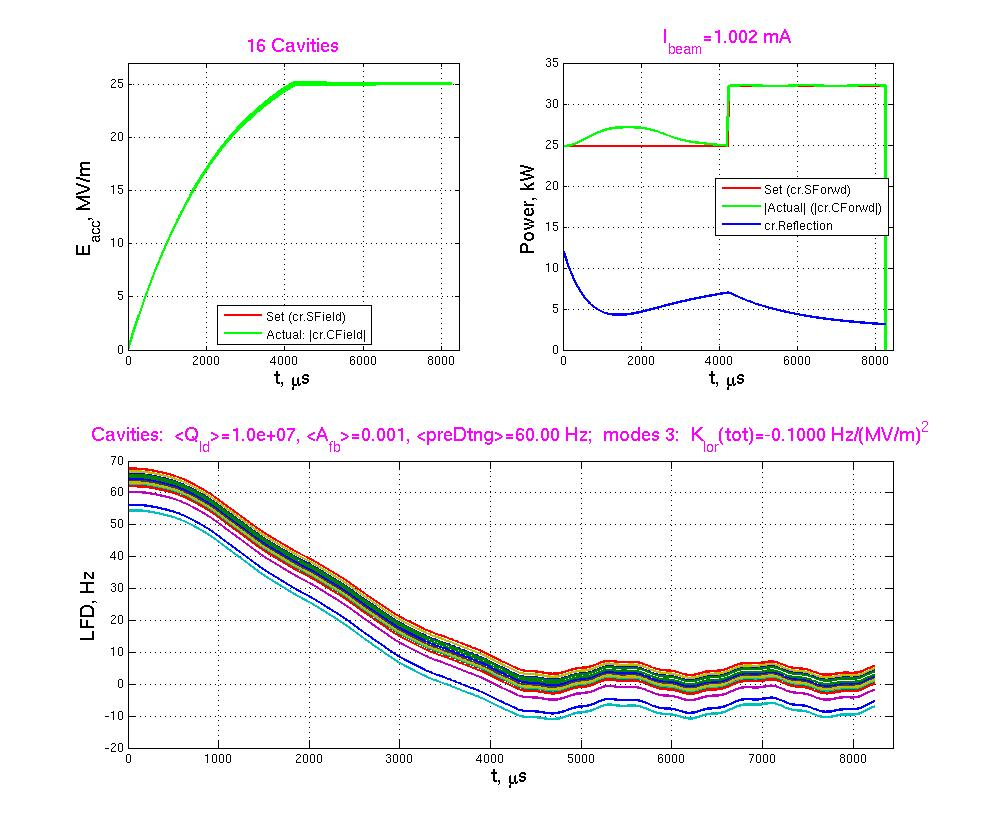 16 Cavities
25
20
15
10
5
0
E_acc, MV/m
Set (cr.SField)
Actual: |cr.CField|
0 2000 4000 6000 8000
t, μs
I_beam=1.002 mA
35
30
25
20
15
10
5
0
Power, kW
Set (cr.SForwd)
|Actual| (|cr.CForwd|)
cr.Reflection
0 2000 4000 6000 8000
t, μs
Cavities: <Q_ld>=1.0e+07, <A_fb>=0.001, <preDtng>=60.00 Hz; modes 3: K_lor(tot)=-0.1000 Hz/(MV/m)^2
70
60
50
40
30
20
10
0
-10
-20
LFD, Hz
0 1000 2000 3000 4000 5000 6000 7000 8000
t, μs